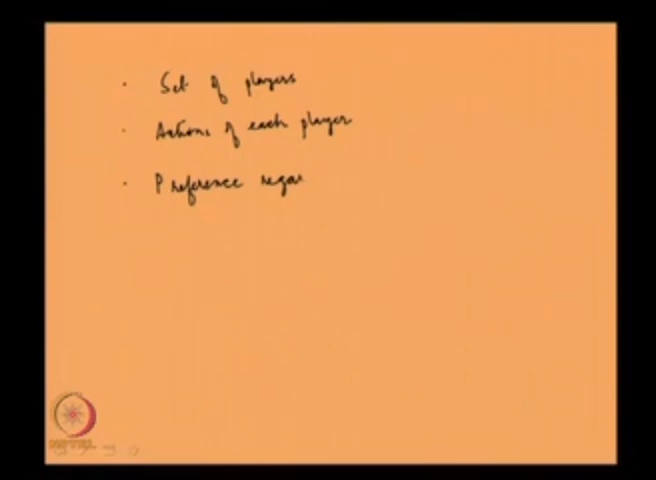 · Set of players
· Actions of each player
· Preference regar